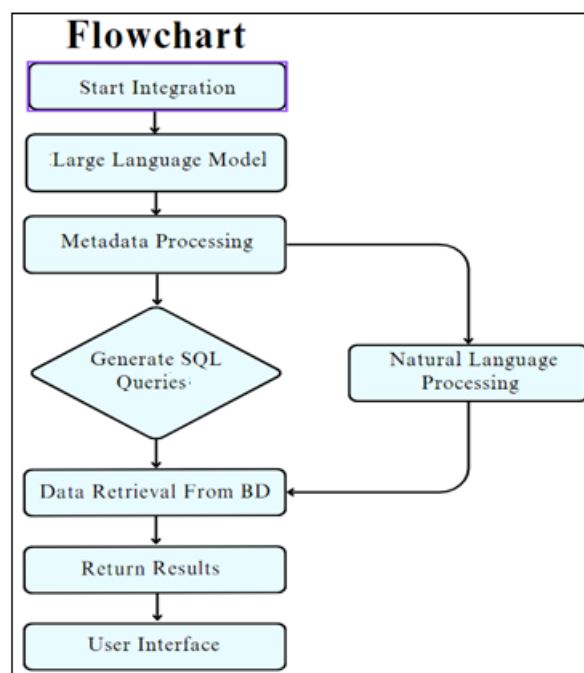 Flowchart
Start Integration
Large Language Model
Metadata Processing
Generate SQL
Queries
Natural Language
Processing
Data Retrieval From BD
Return Results
User Interface